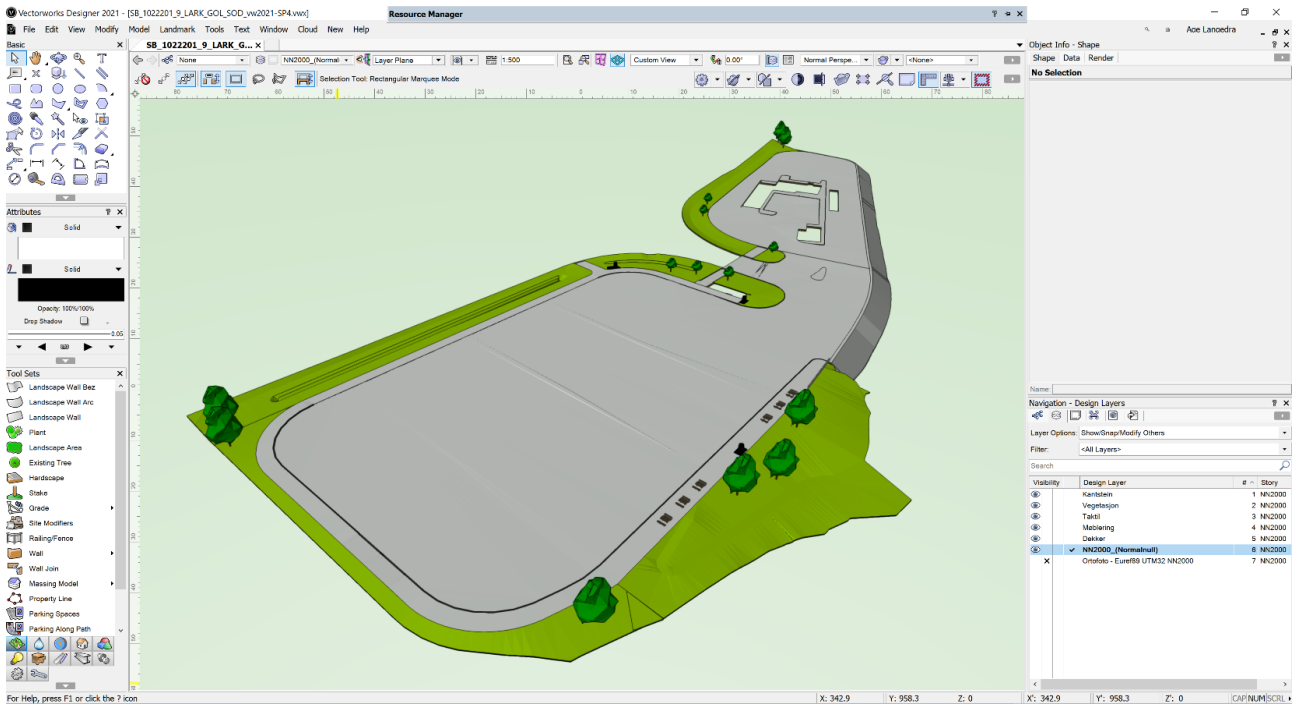 Vectorworks Designer 2021 - [SB_1022201_9_LARK_GOL_SOD_vw2021-SP4.vwx]
Resource Manager
File Edit View Modify Model Landmark Tools Text Window Cloud New Help
Basic
SB_1022201_9_LARK_G...
None
NN2000_(Normal
Layer Plane
1:500
Custom View
0.00°
Normal Perspe...
<None>
Selection Tool: Rectangular Marquee Mode
Object Info - Shape
Shape Data Render
No Selection
Attributes
Solid
Solid
Opacity: 100%/100%
Drop Shadow
0.05
Tool Sets
Landscape Wall Bez
Landscape Wall Arc
Landscape Wall
Plant
Landscape Area
Existing Tree
Hardscape
Stake
Grade
Site Modifiers
Railing/Fence
Wall
Wall Join
Massing Model
Property Line
Parking Spaces
Parking Along Path
Name:
Navigation - Design Layers
Layer Options: Show/Snap/Modify Others
Filter: <All Layers>
Search
Visibility Design Layer # Story
Kantstein 1 NN2000
Vegetasjon 2 NN2000
Taktil 3 NN2000
Møblering 4 NN2000
Dekker 5 NN2000
NN2000_(Normalnull) 6 NN2000
Ortofoto - Euref89 UTM32 NN2000 7 NN2000
For Help, press F1 or click the ? icon
X: 342.9 Y: 958.3 Z: 0
X': 342.9 Y': 958.3 Z': 0
CAP NUM SCRL